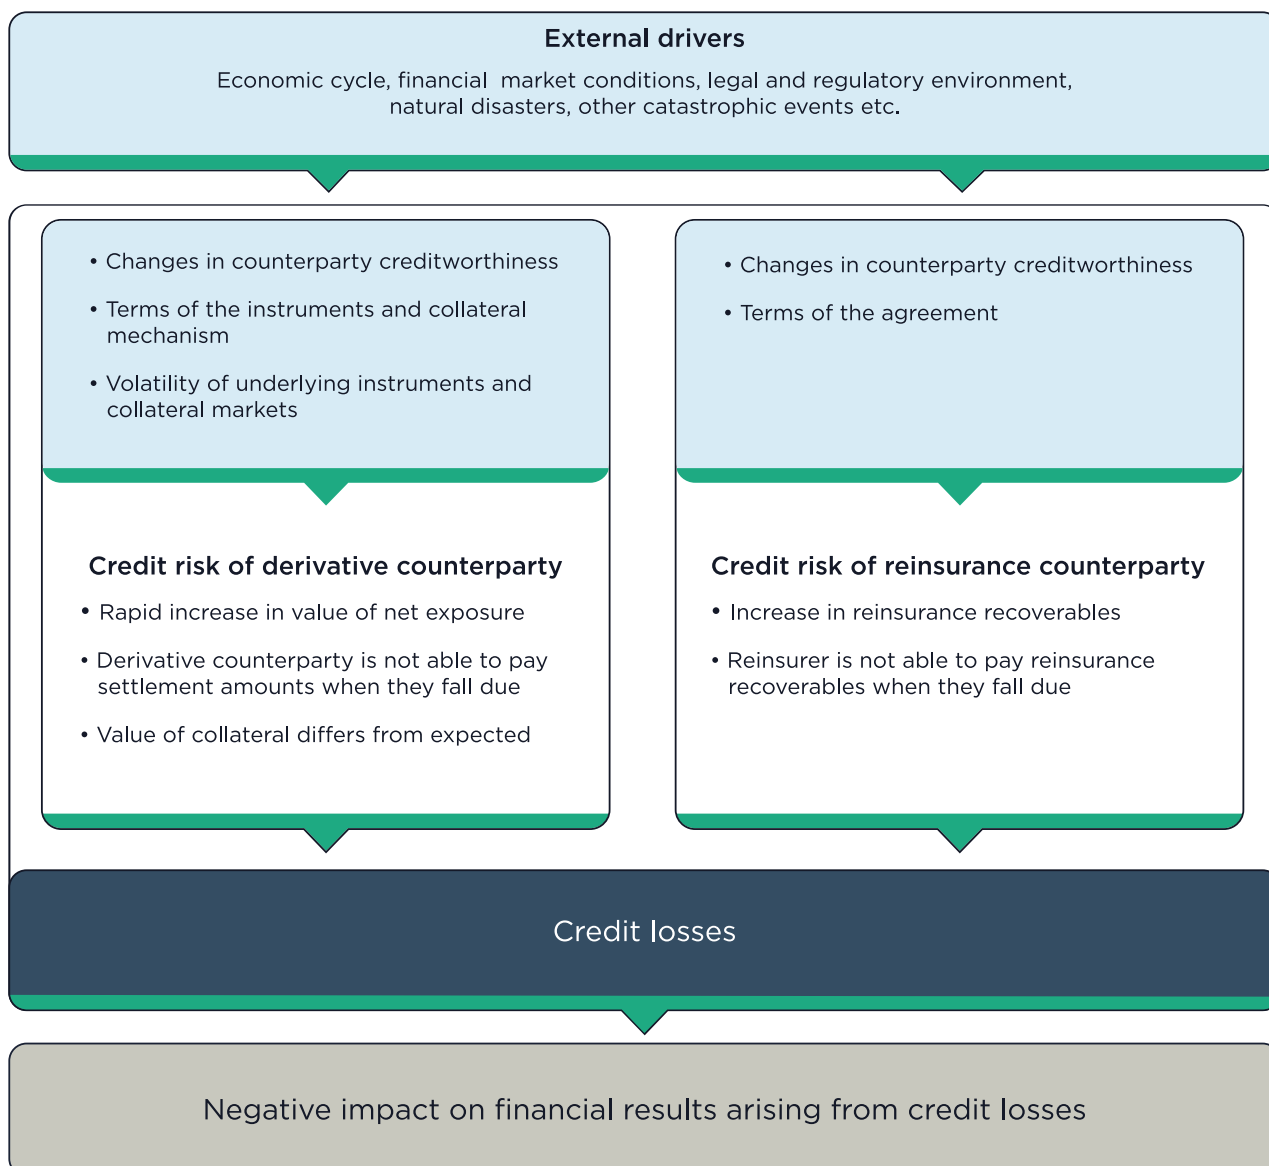 External drivers
Economic cycle, financial market conditions, legal and regulatory environment,
natural disasters, other catastrophic events etc.
• Changes in counterparty creditworthiness
• Terms of the instruments and collateral
mechanism
• Volatility of underlying instruments and
collateral markets
Credit risk of derivative counterparty
• Rapid increase in value of net exposure
• Derivative counterparty is not able to pay
settlement amounts when they fall due
• Value of collateral differs from expected
• Changes in counterparty creditworthiness
• Terms of the agreement
Credit risk of reinsurance counterparty
• Increase in reinsurance recoverables
• Reinsurer is not able to pay reinsurance
recoverables when they fall due
Credit losses
Negative impact on financial results arising from credit losses